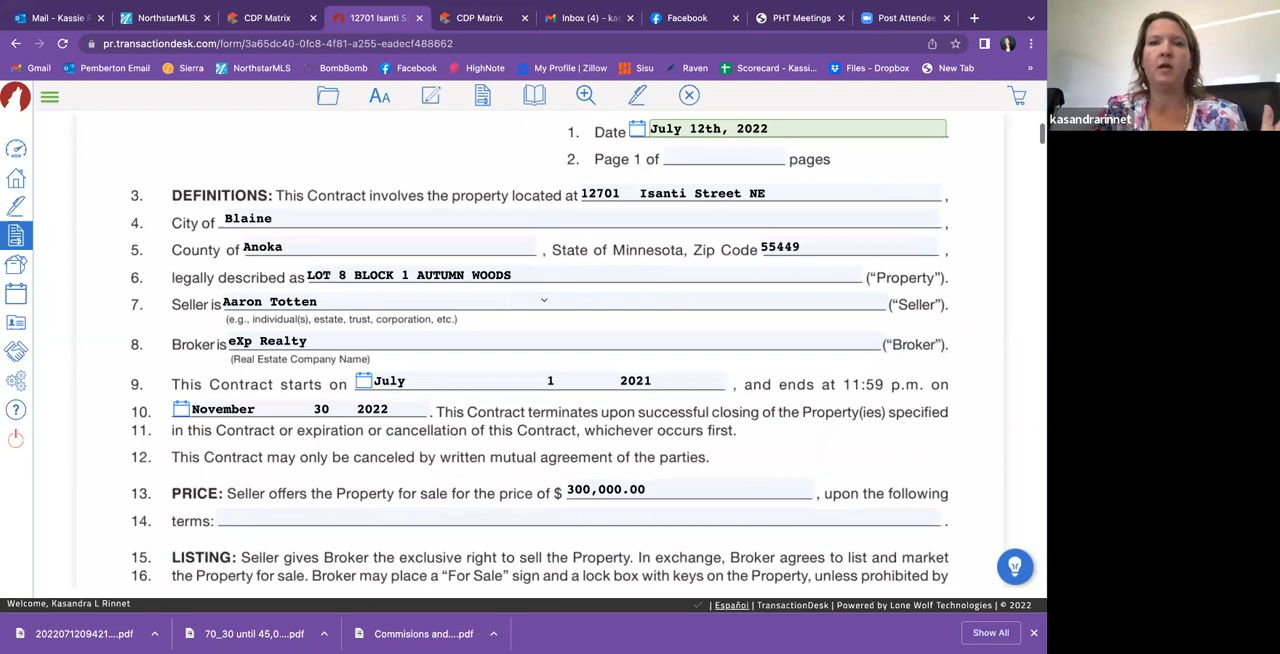 Mail - Kassie F
NorthstarMLS
CDP Matrix
12701 Isanti S
CDP Matrix
Inbox (4) - ka
Facebook
PHT Meetings
Post Attendee
pr.transactiondesk.com/form/3a65dc40-0fc8-4f81-a255-eadecf488662
Gmail
Pemberton Email
Sierra
NorthstarMLS
BombBomb
Facebook
HighNote
My Profile | Zillow
Sisu
Raven
Scorecard - Kassi...
Files - Dropbox
New Tab
»
kasandrarinnet
1. Date July 12th, 2022
2. Page 1 of pages
3. DEFINITIONS: This Contract involves the property located at 12701 Isanti Street NE ,
4. City of Blaine ,
5. County of Anoka , State of Minnesota, Zip Code 55449 ,
6. legally described as LOT 8 BLOCK 1 AUTUMN WOODS ("Property").
7. Seller is Aaron Totten ("Seller").
(e.g., individual(s), estate, trust, corporation, etc.)
8. Broker is eXp Realty ("Broker").
(Real Estate Company Name)
9. This Contract starts on July 1 2021 , and ends at 11:59 p.m. on
10. November 30 2022 . This Contract terminates upon successful closing of the Property(ies) specified
11. in this Contract or expiration or cancellation of this Contract, whichever occurs first.
12. This Contract may only be canceled by written mutual agreement of the parties.
13. PRICE: Seller offers the Property for sale for the price of $ 300,000.00 , upon the following
14. terms: .
15. LISTING: Seller gives Broker the exclusive right to sell the Property. In exchange, Broker agrees to list and market
16. the Property for sale. Broker may place a "For Sale" sign and a lock box with keys on the Property, unless prohibited by
Welcome, Kasandra L Rinnet
| Español | TransactionDesk | Powered by Lone Wolf Technologies | © 2022
2022071209421....pdf
70_30 until 45,0....pdf
Commisions and....pdf
Show All